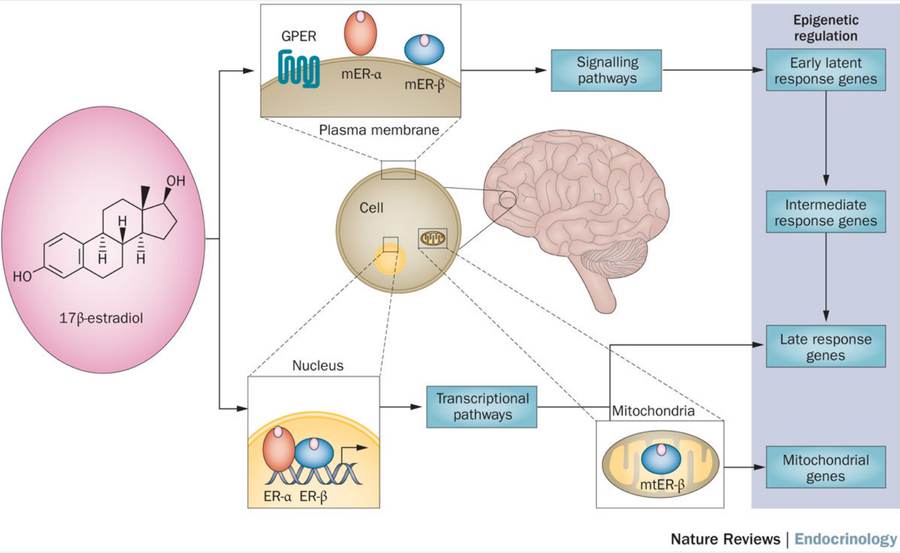 Epigenetic
regulation
GPER
mER-α
mER-β
Plasma membrane
Signalling
pathways
Early latent
response genes
OH
H
H
H
HO
17β-estradiol
Cell
Intermediate
response genes
Late response
genes
Nucleus
ER-α ER-β
Transcriptional
pathways
Mitochondria
mtER-β
Mitochondrial
genes
Nature Reviews | Endocrinology